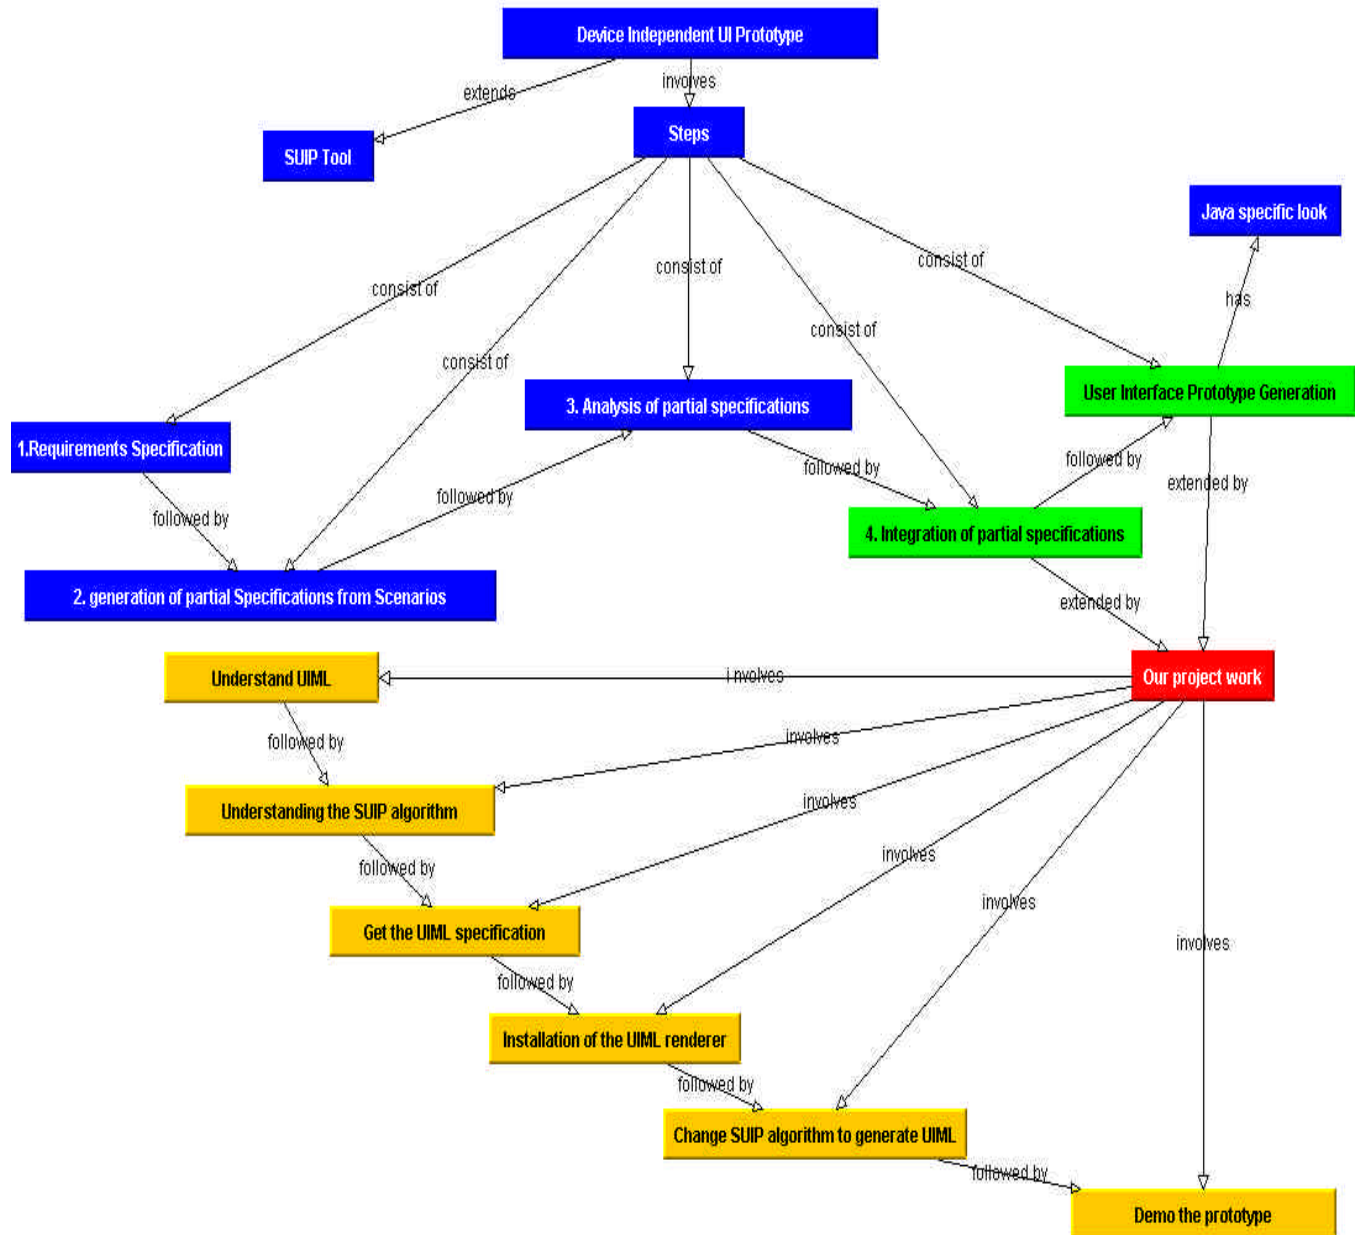 Device Independent UI Prototype
extends
involves
SUIP Tool
Steps
Java specific look
consist of
consist of
consist of
consist of
consist of
has
1.Requirements Specification
3. Analysis of partial specifications
User Interface Prototype Generation
followed by
followed by
followed by
followed by
extended by
4. Integration of partial specifications
2. generation of partial Specifications from Scenarios
extended by
Understand UIML
i nvolves
Our project work
followed by
involves
Understanding the SUIP algorithm
involves
followed by
involves
involves
Get the UIML specification
involves
followed by
Installation of the UIML renderer
followed by
Change SUIP algorithm to generate UIML
followed by
Demo the prototype